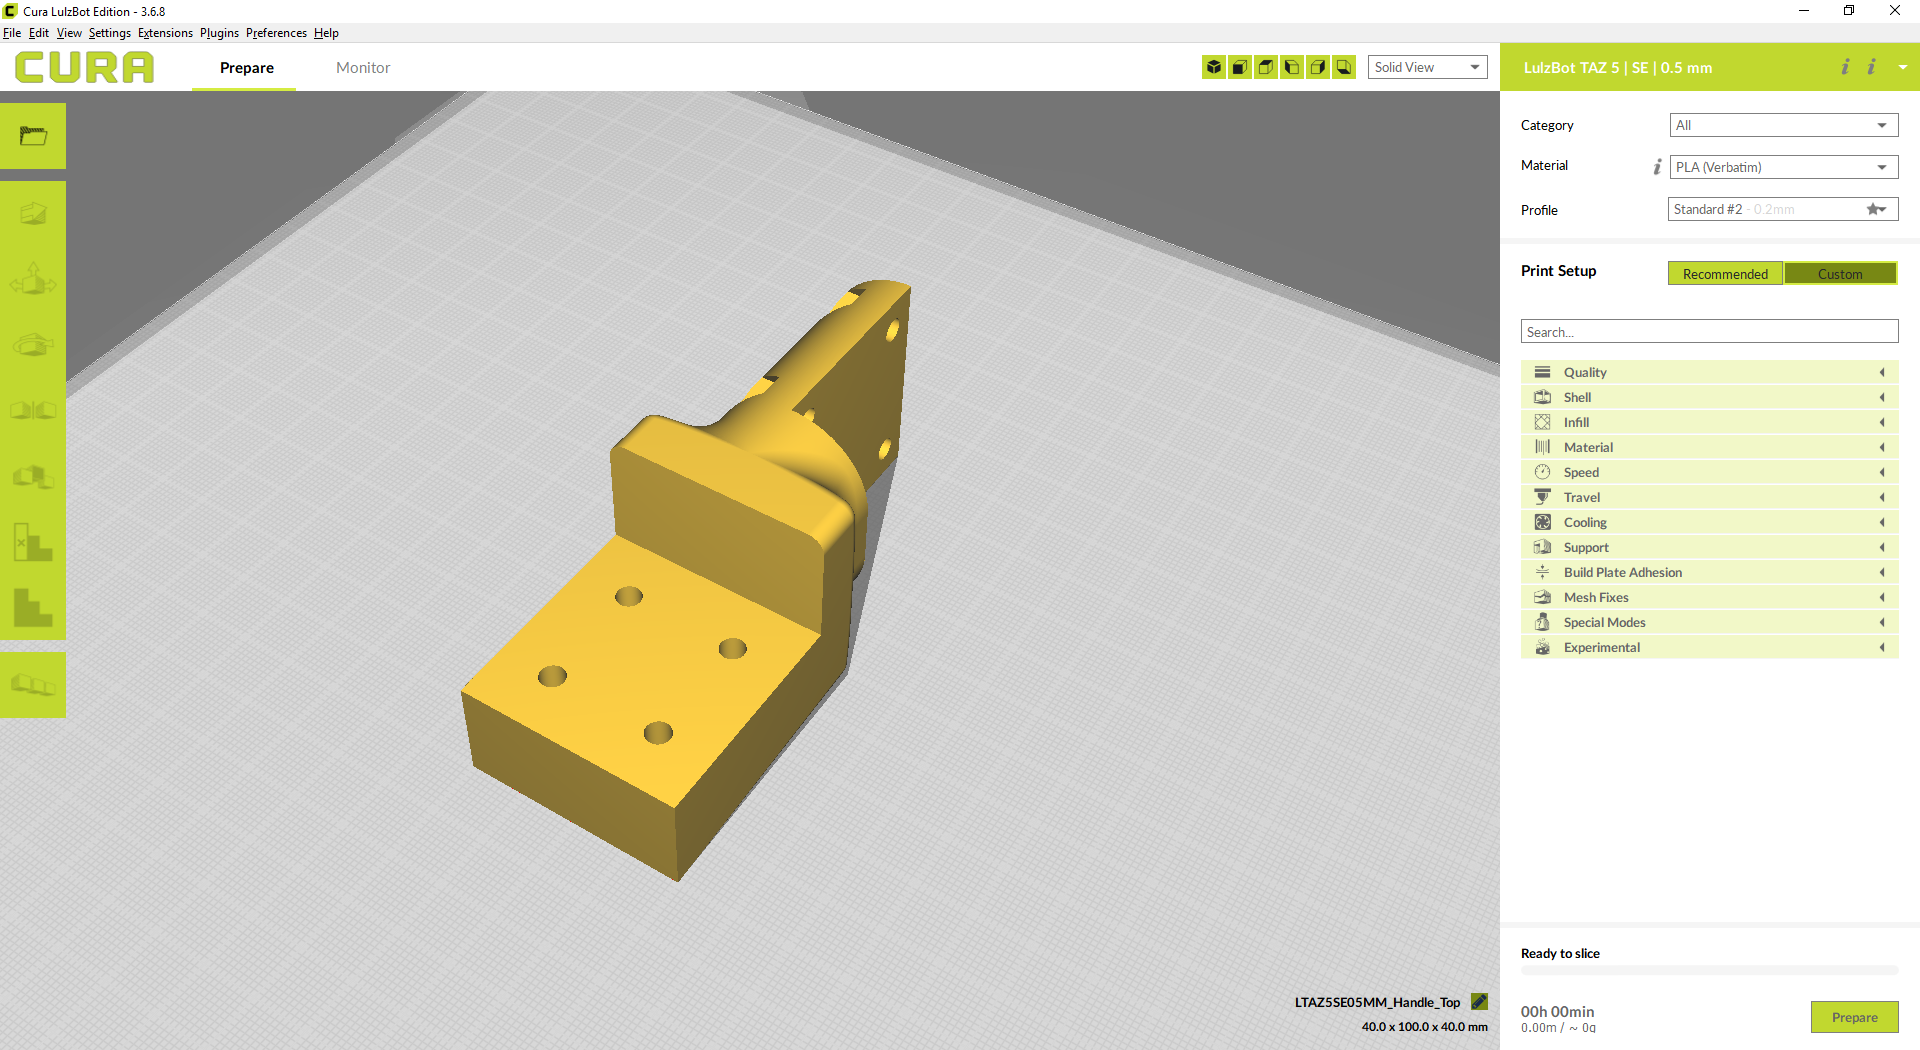 Cura LulzBot Edition - 3.6.8
File Edit View Settings Extensions Plugins Preferences Help
CURA Prepare Monitor Solid View LulzBot TAZ 5 | SE | 0.5 mm
Category All
Material PLA (Verbatim)
Profile Standard #2 - 0.2mm
Print Setup Recommended Custom
Search...
Quality
Shell
Infill
Material
Speed
Travel
Cooling
Support
Build Plate Adhesion
Mesh Fixes
Special Modes
Experimental
Ready to slice
LTAZ5SE05MM_Handle_Top
40.0 x 100.0 x 40.0 mm
00h 00min
0.00m / ~ 0g
Prepare